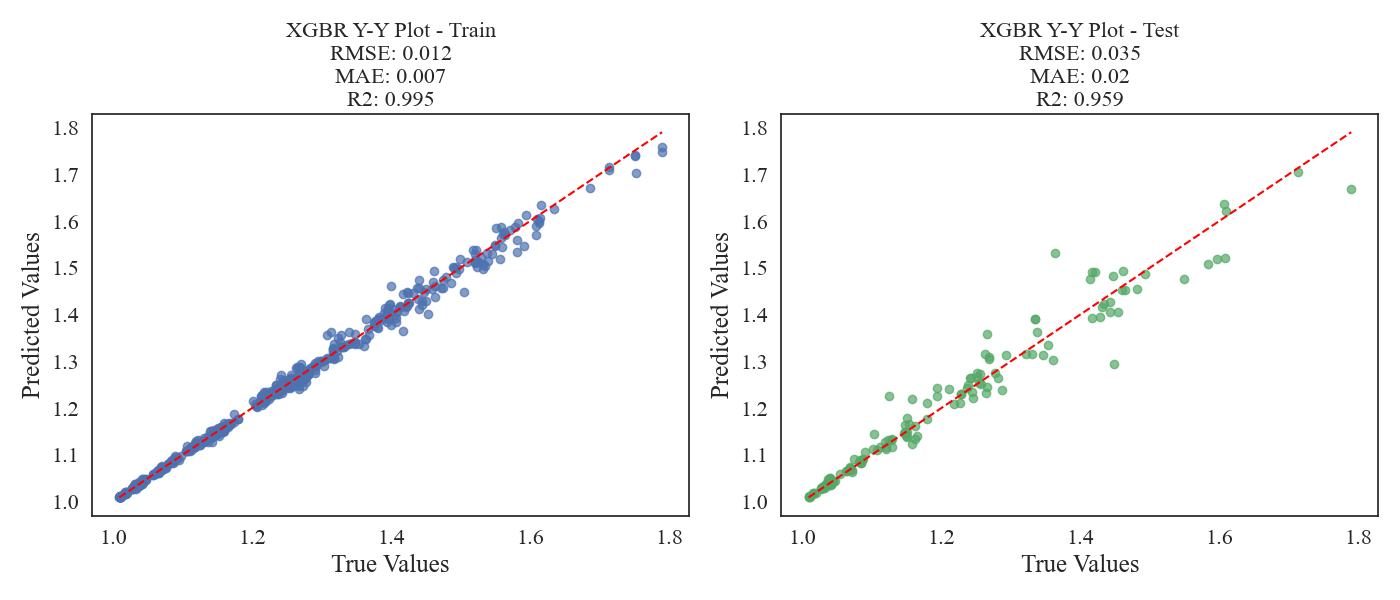 XGBR Y-Y Plot - Train
RMSE: 0.012
MAE: 0.007
R2: 0.995
1.8
1.7
1.6
1.5
1.4
1.3
1.2
1.1
1.0
Predicted Values
1.0 1.2 1.4 1.6 1.8
True Values
XGBR Y-Y Plot - Test
RMSE: 0.035
MAE: 0.02
R2: 0.959
1.8
1.7
1.6
1.5
1.4
1.3
1.2
1.1
1.0
Predicted Values
1.0 1.2 1.4 1.6 1.8
True Values